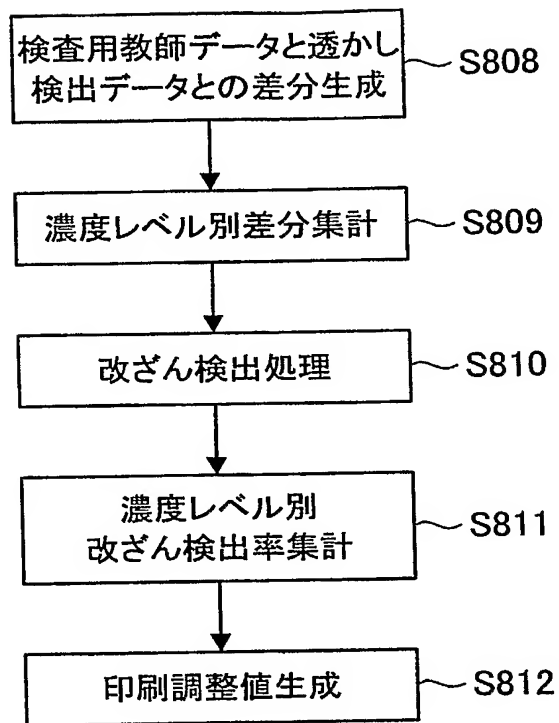 検査用教師データと透かし
検出データとの差分生成
S808
濃度レベル別差分集計
S809
改ざん検出処理
S810
濃度レベル別
改ざん検出率集計
S811
印刷調整値生成
S812